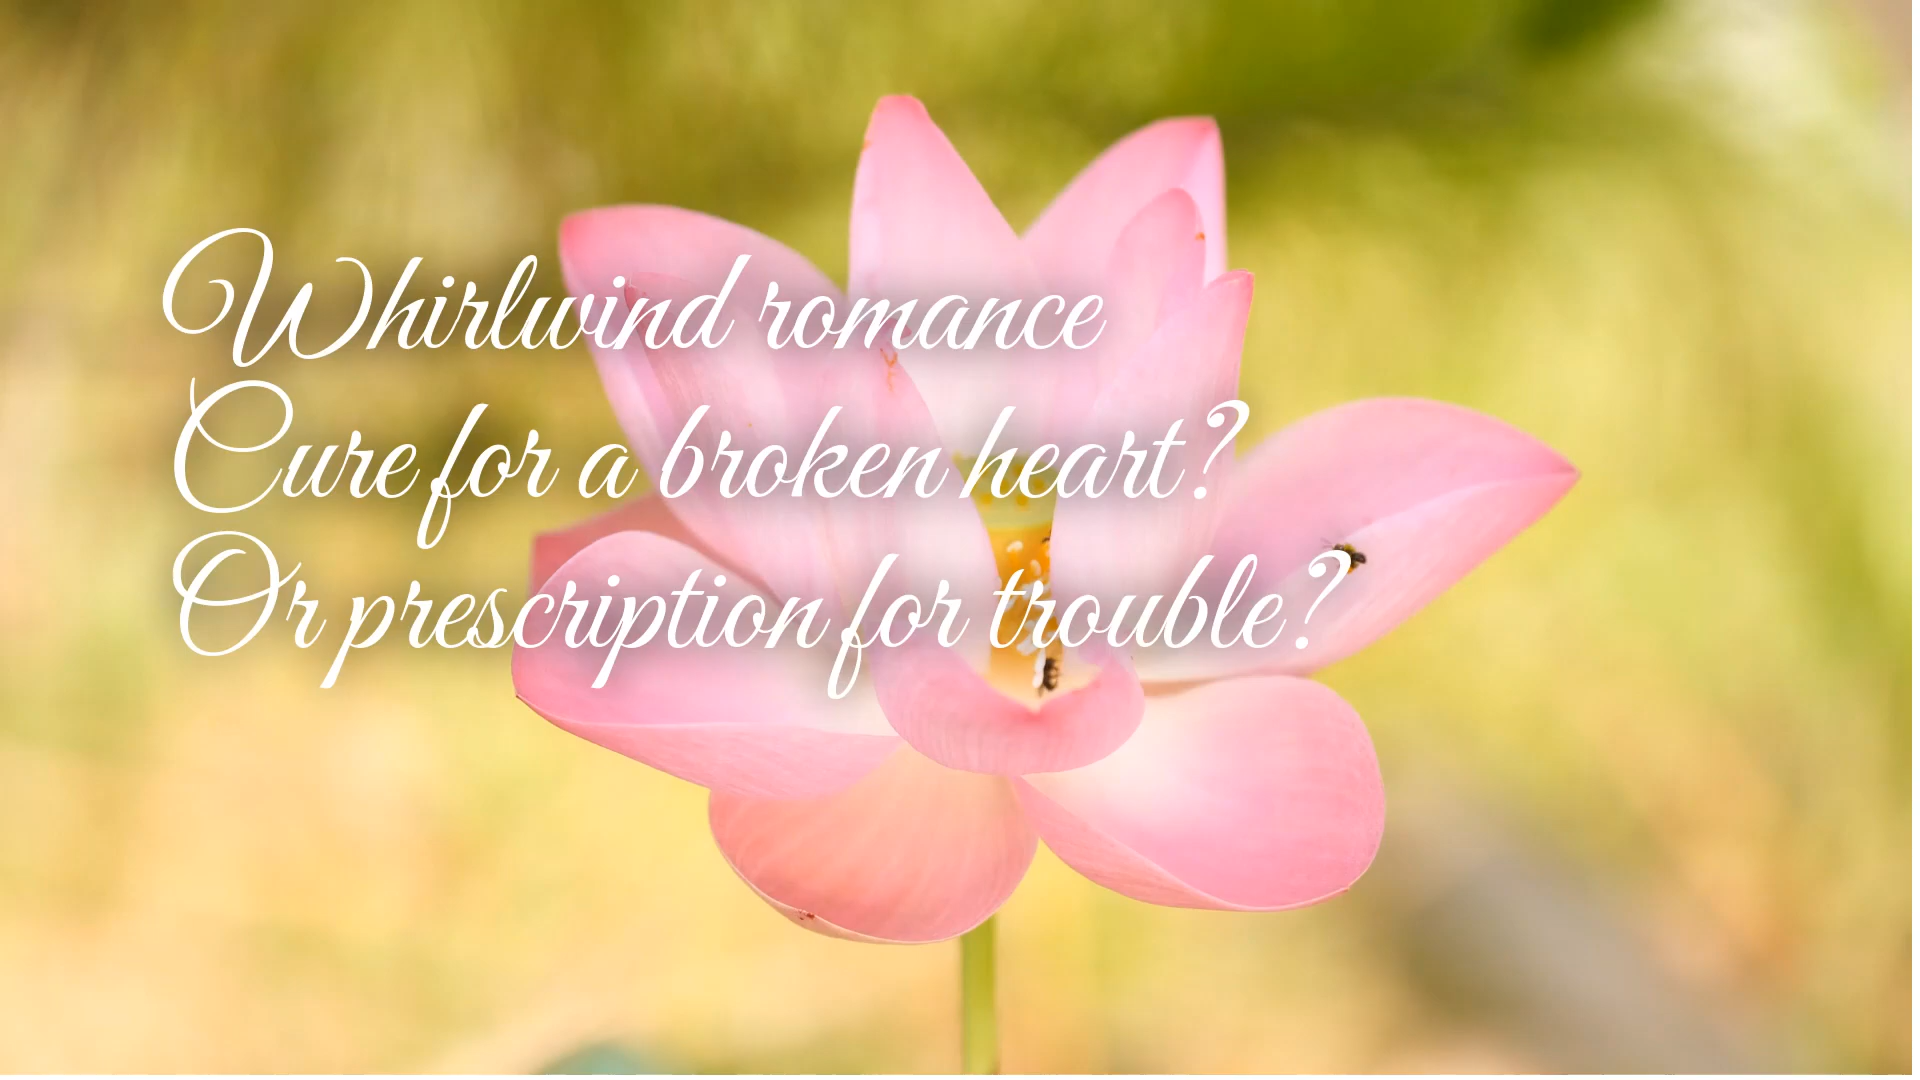 Whirlwind romance
Cure for a broken heart?
Or prescription for trouble?